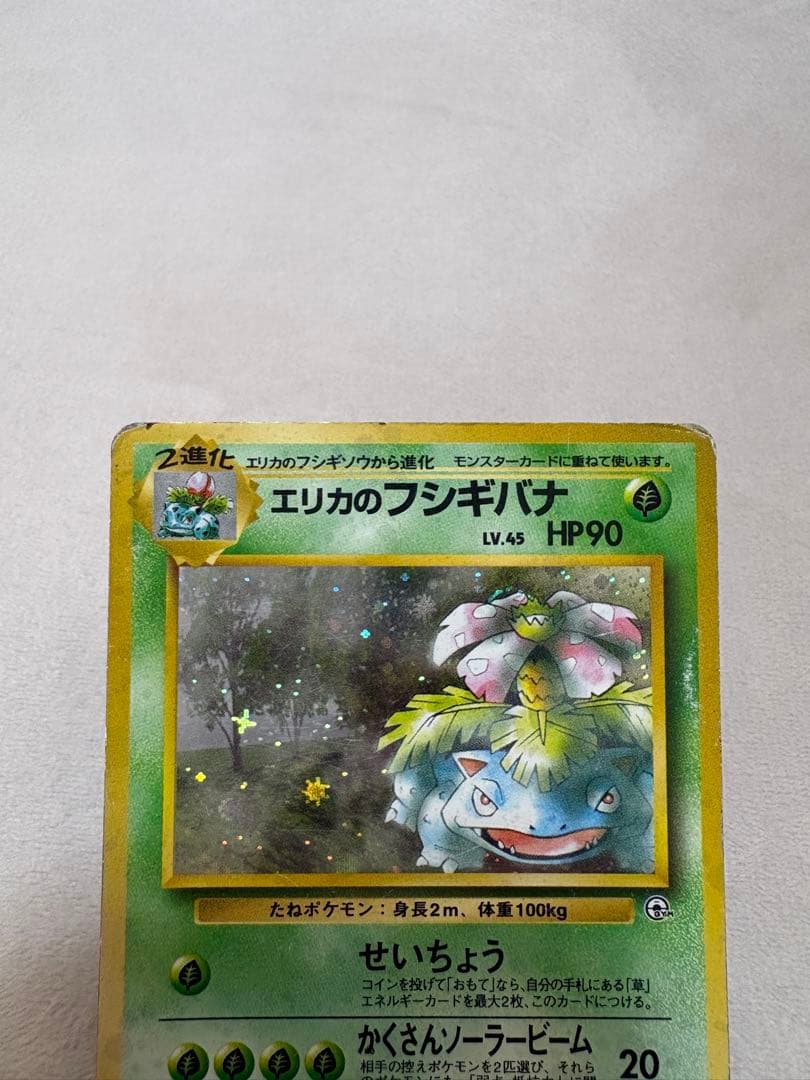 2進化 エリカのフシギソウから進化 モンスターカードに重ねて使います。
エリカのフシギバナ
LV.45 HP90
たねポケモン：身長2m、体重100kg
GYM
せいちょう
コインを投げて「おもて」なら、自分の手札にある「草」
エネルギーカードを最大2枚、このカードにつける。
かくさんソーラービーム
相手の控えポケモンを2匹選び、それら
20